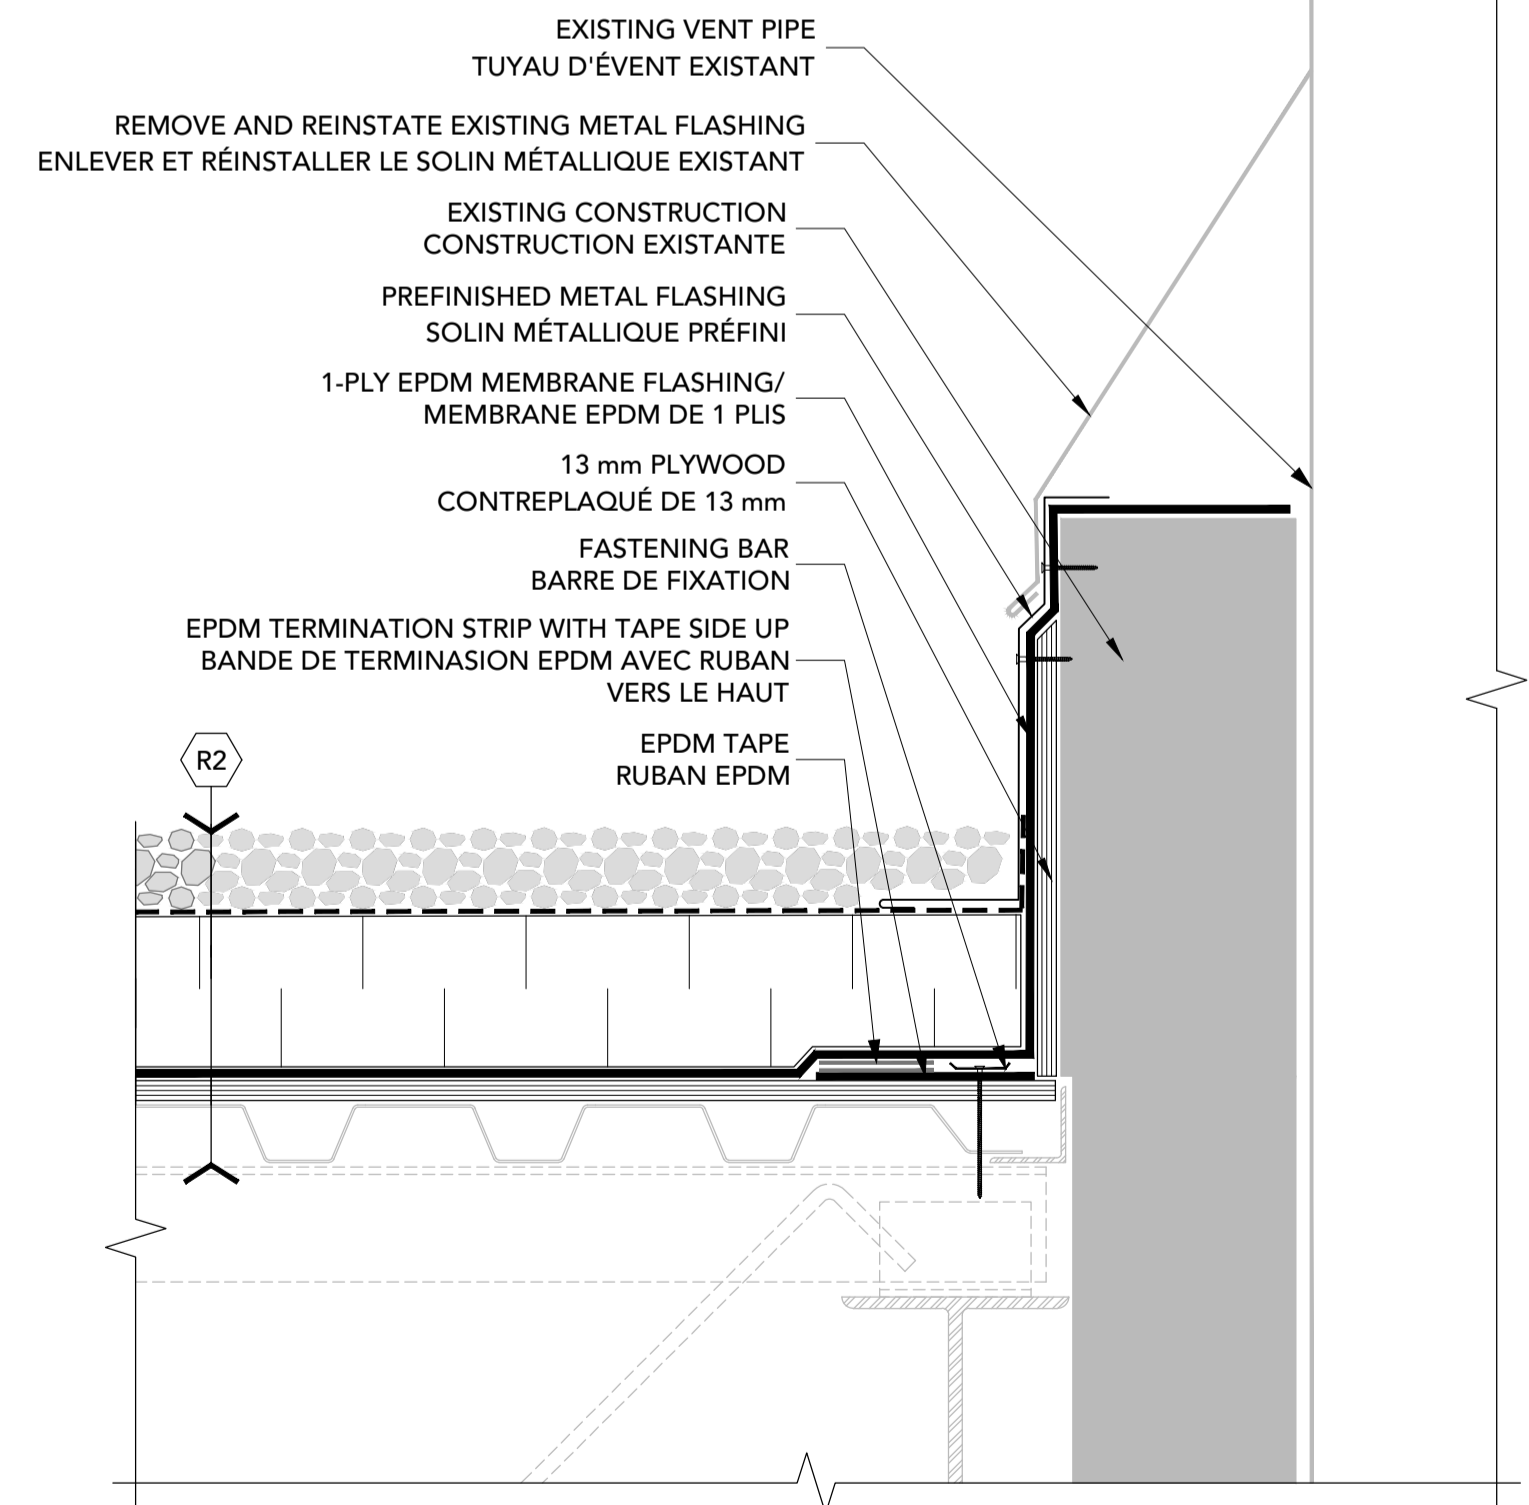 EXISTING VENT PIPE
TUYAU D'ÉVENT EXISTANT
REMOVE AND REINSTATE EXISTING METAL FLASHING
ENLEVER ET RÉINSTALLER LE SOLIN MÉTALLIQUE EXISTANT
EXISTING CONSTRUCTION
CONSTRUCTION EXISTANTE
PREFINISHED METAL FLASHING
SOLIN MÉTALLIQUE PRÉFINI
1-PLY EPDM MEMBRANE FLASHING/
MEMBRANE EPDM DE 1 PLIS
13 mm PLYWOOD
CONTREPLAQUÉ DE 13 mm
FASTENING BAR
BARRE DE FIXATION
EPDM TERMINATION STRIP WITH TAPE SIDE UP
BANDE DE TERMINASION EPDM AVEC RUBAN
VERS LE HAUT
EPDM TAPE
RUBAN EPDM
R2